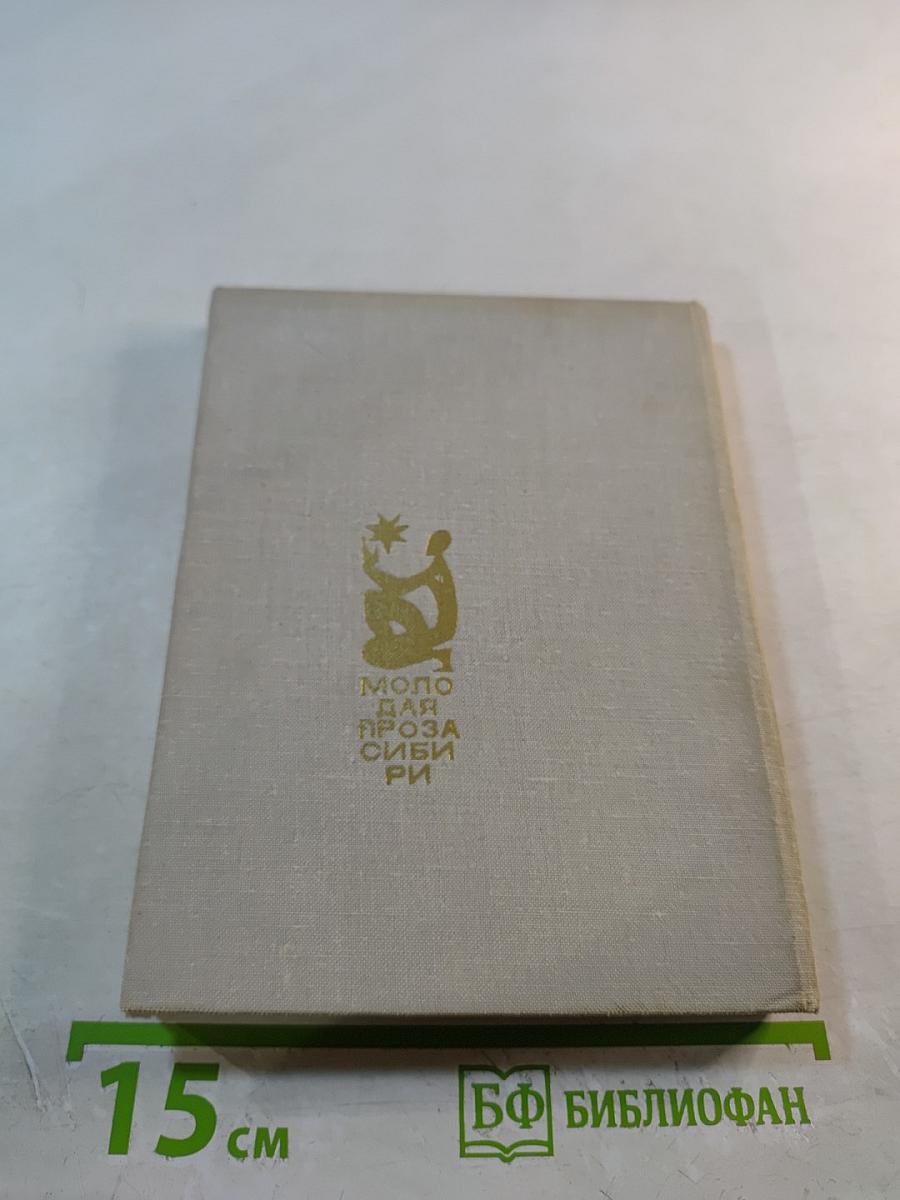 МОЛО
ДАЯ
ПРОЗА
СИБИ
РИ
15 см
БФ БИБЛИОФАН